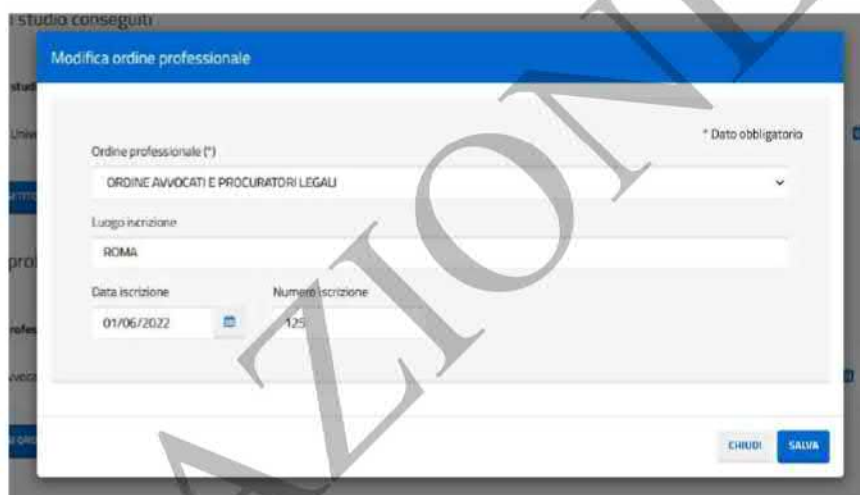 i studio conseguiti
Modifica ordine professionale
* Dato obbligatorio
Ordine professionale (*)
ORDINE AVVOCATI E PROCURATORI LEGALI
Luogo iscrizione
ROMA
Data iscrizione
Numero iscrizione
01/06/2022
125
CHIUDI
SALVA
AZIONE